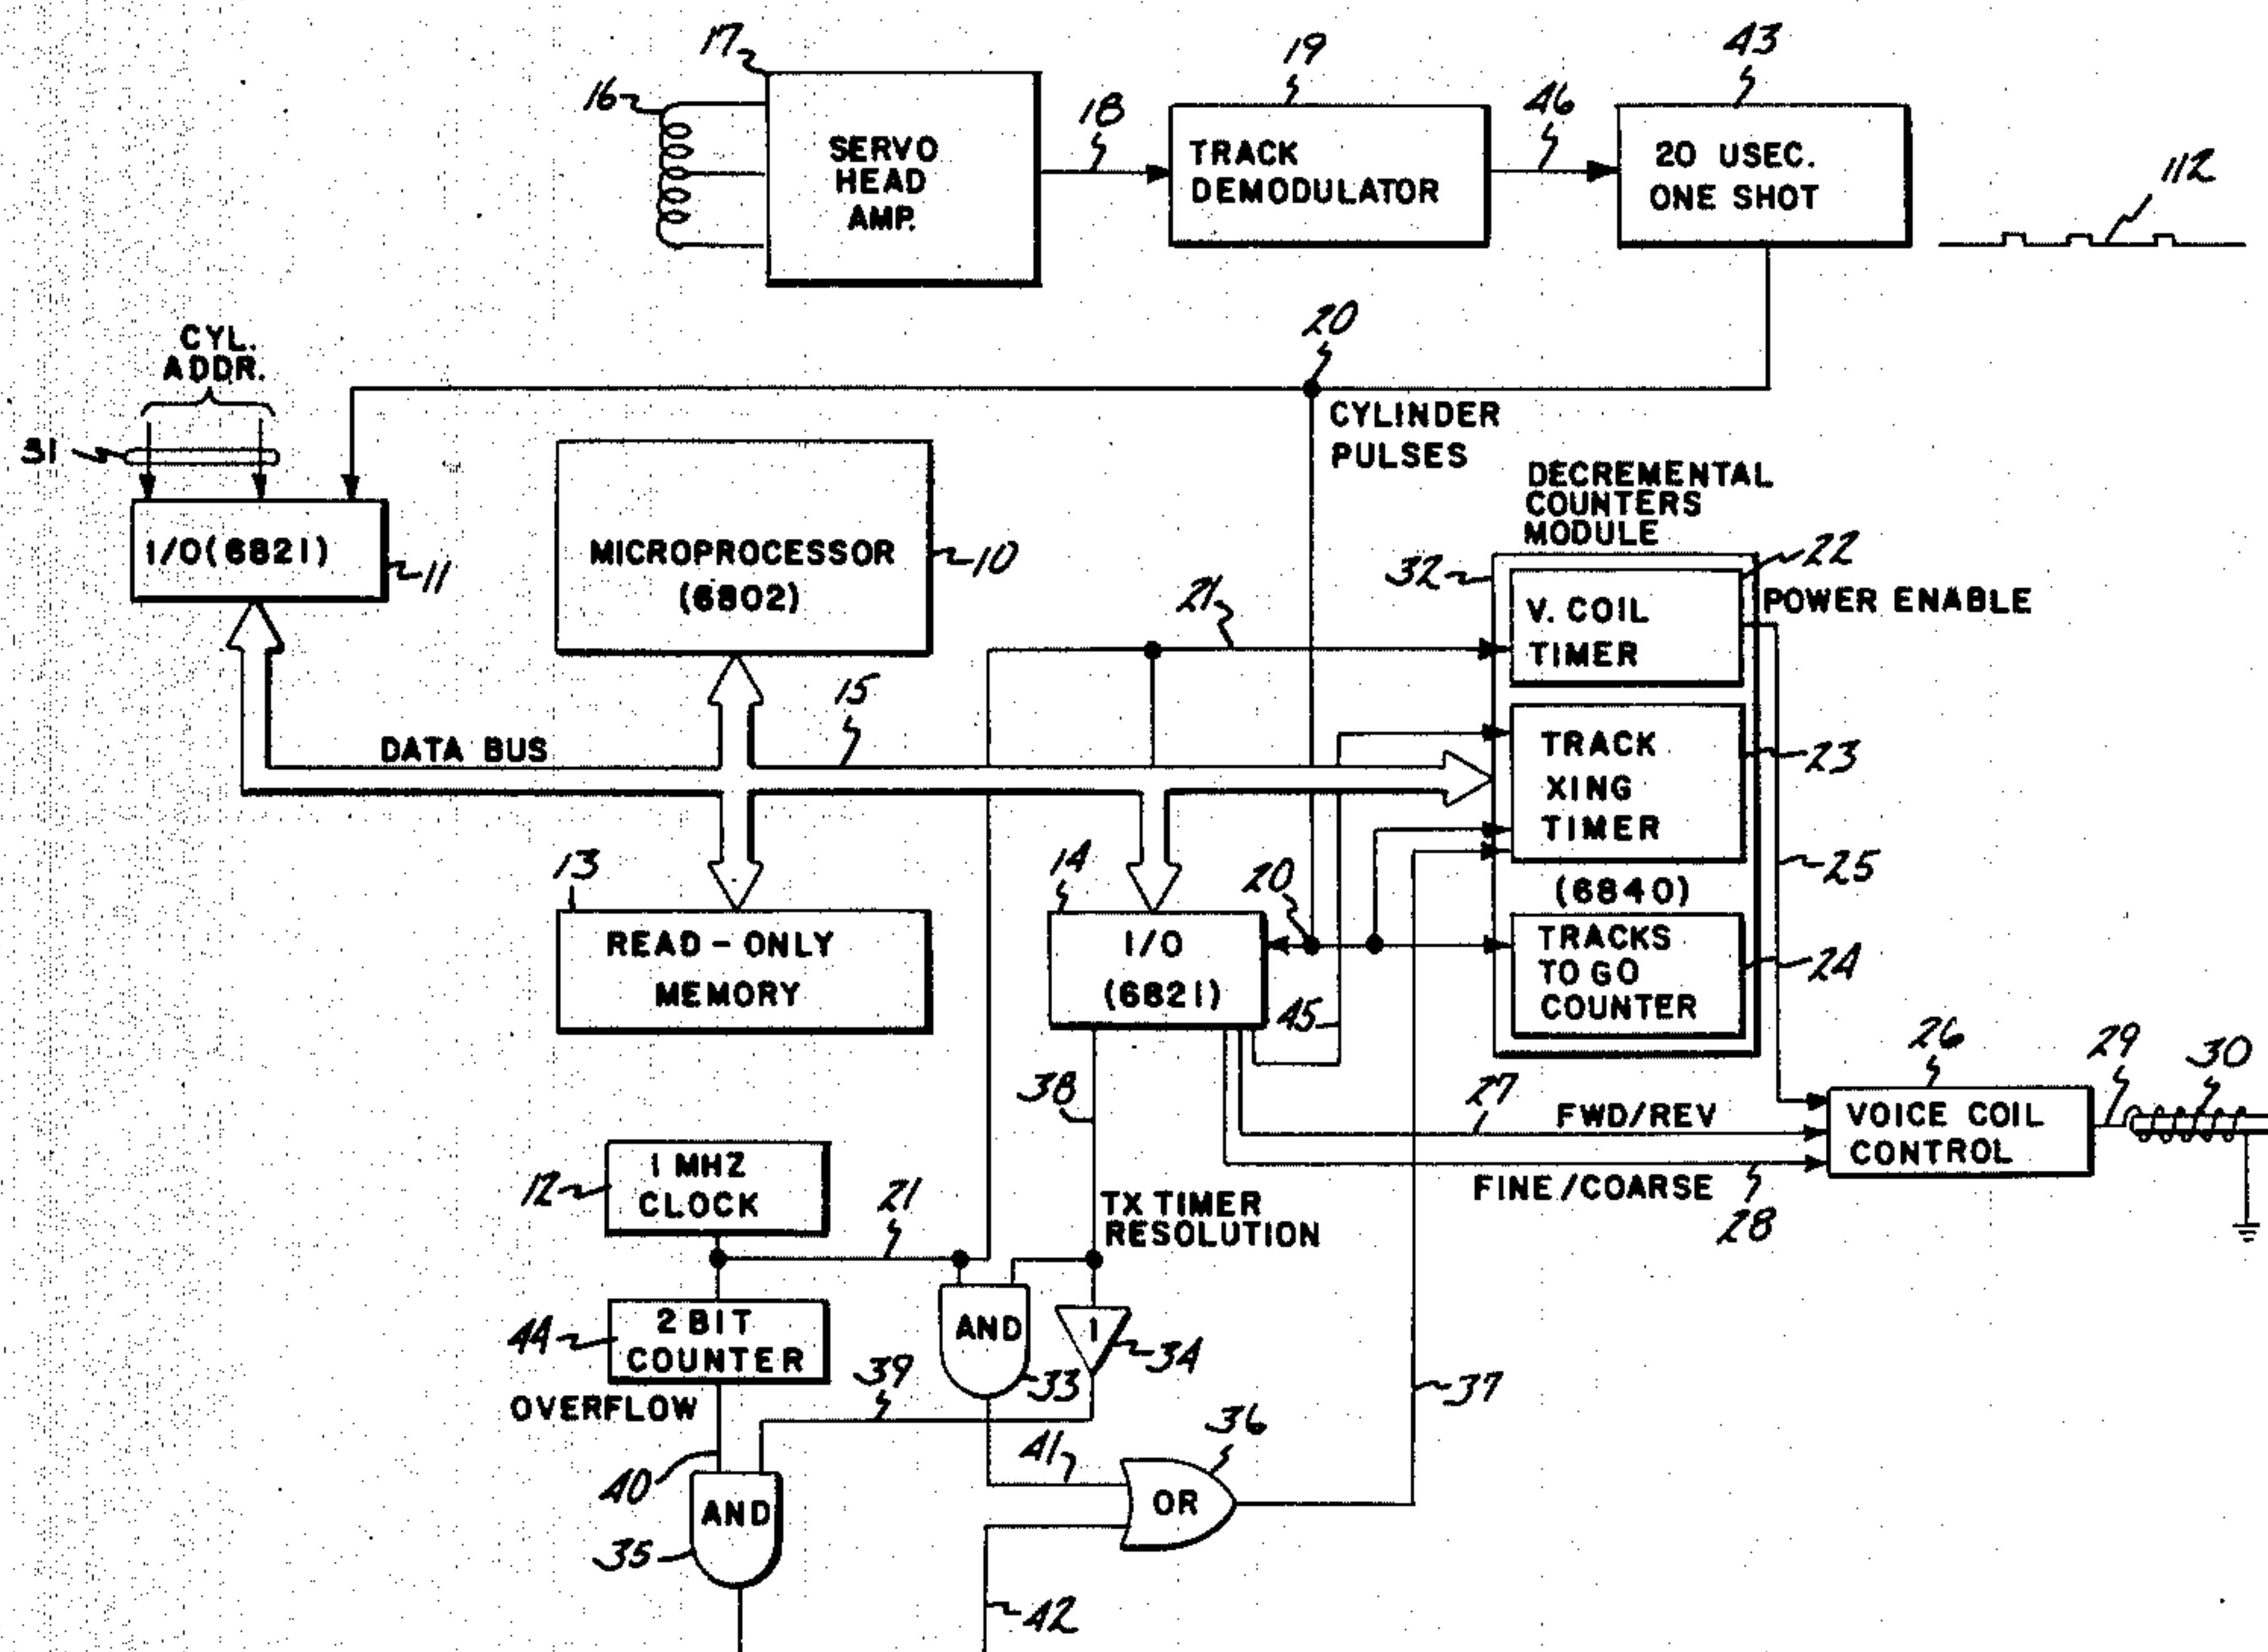 17
19
43
16
18
46
SERVO
HEAD
AMP.
TRACK
DEMODULATOR
20 USEC.
ONE SHOT
112
20
CYL.
ADDR.
CYLINDER
PULSES
31
DECREMENTAL
COUNTERS
MODULE
I/O(6821)
11
MICROPROCESSOR
(6802)
10
32
22
21
V. COIL
TIMER
POWER ENABLE
15
DATA BUS
TRACK
XING
TIMER
23
13
14
20
(6840)
25
READ-ONLY
MEMORY
I/O
(6821)
TRACKS
TO GO
COUNTER
24
45
26
29
30
38
27
FWD/REV
VOICE COIL
CONTROL
12
1 MHZ
CLOCK
21
TX TIMER
RESOLUTION
FINE/COARSE
28
44
2 BIT
COUNTER
AND
1
34
39
33
37
OVERFLOW
36
41
40
AND
OR
35
42